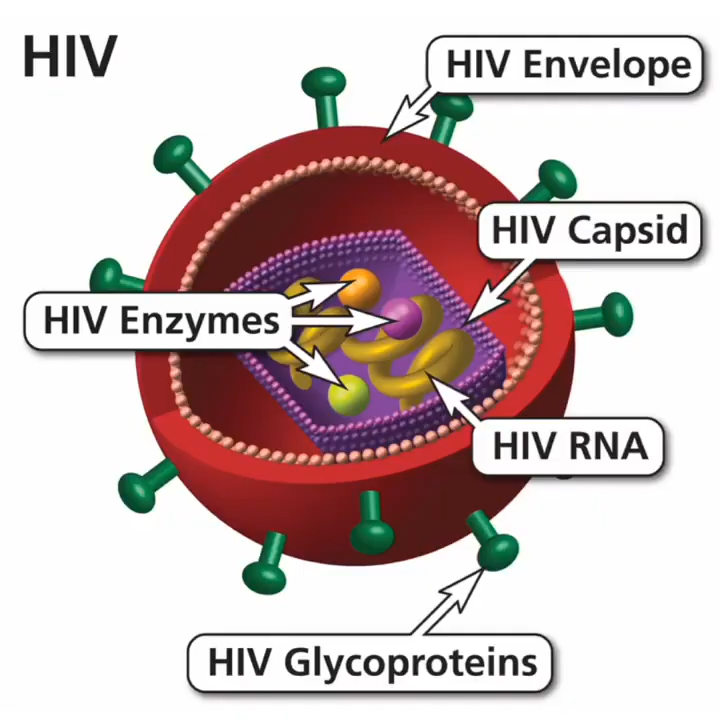 HIV
HIV Envelope
HIV Capsid
HIV Enzymes
HIV RNA
HIV Glycoproteins